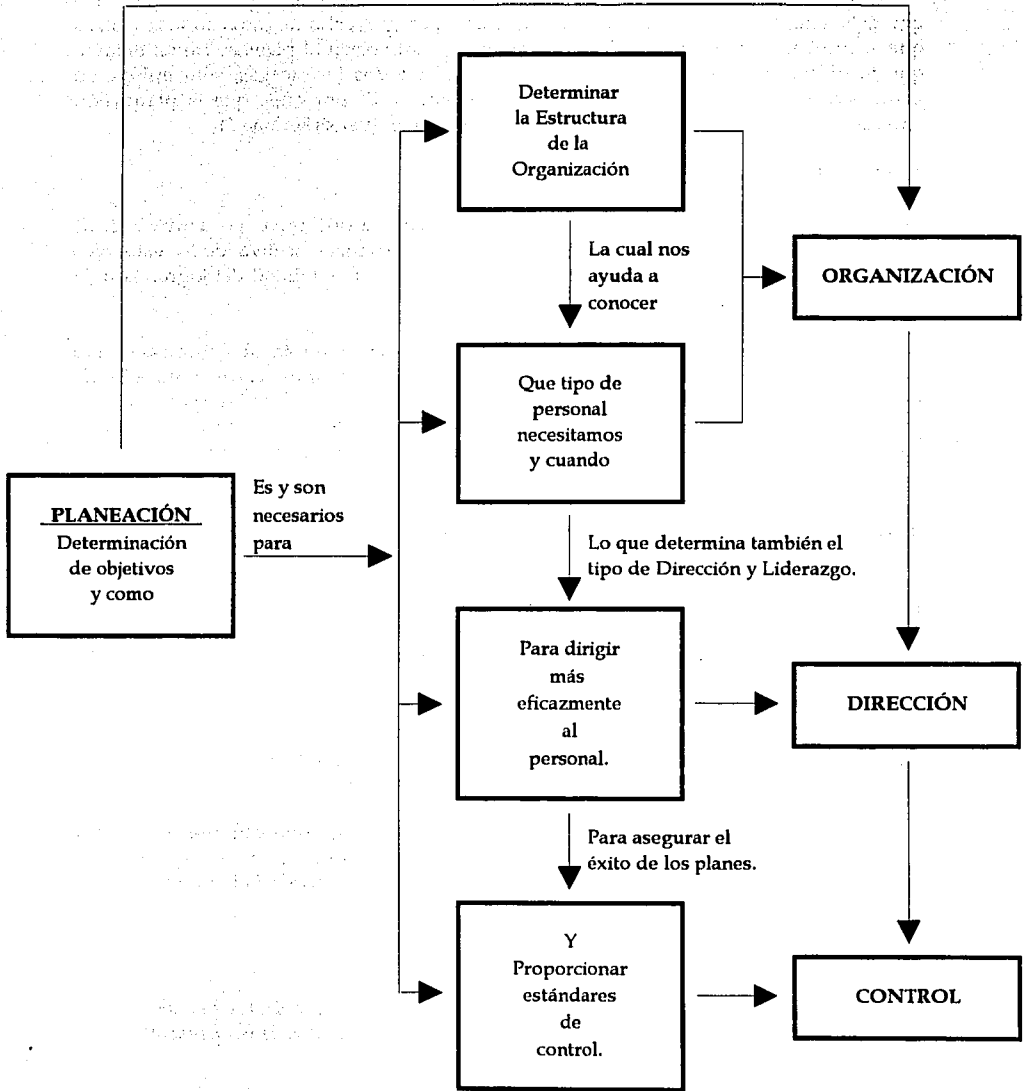 Determinar
la Estructura
de la
Organización
La cual nos
ayuda a
conocer
ORGANIZACIÓN
Que tipo de
personal
necesitamos
y cuando
PLANEACIÓN
Determinación
de objetivos
y como
Es y son
necesarios
para
Lo que determina también el
tipo de Dirección y Liderazgo.
Para dirigir
más
eficazmente
al
personal.
DIRECCIÓN
Para asegurar el
éxito de los planes.
Y
Proporcionar
estándares
de
control.
CONTROL